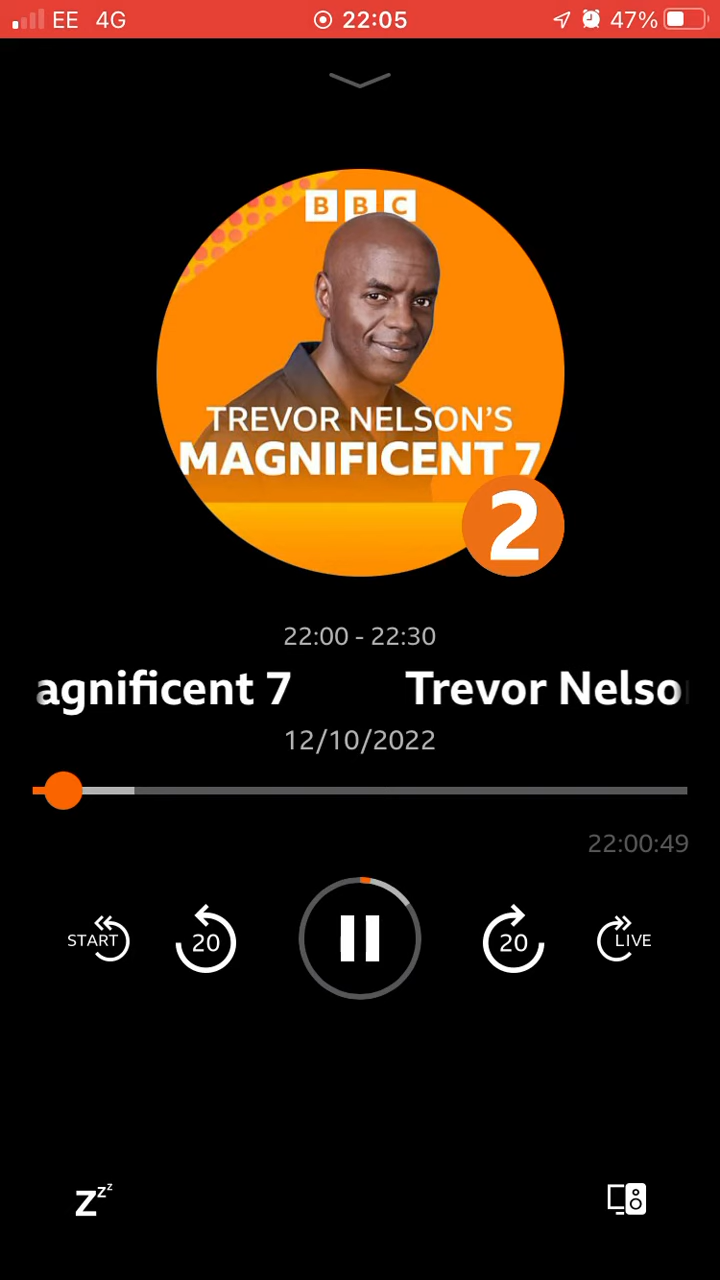 EE 4G 22:05 47%
BBC
TREVOR NELSON'S
MAGNIFICENT 7
2
22:00 - 22:30
agnificent 7 Trevor Nelso
12/10/2022
22:00:49
START 20 20 LIVE
zzz